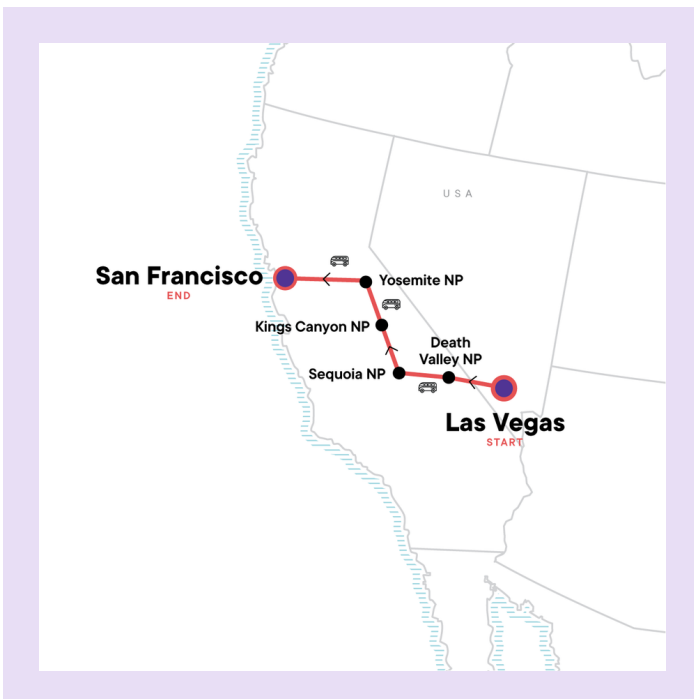 USA
San Francisco
END
Yosemite NP
Kings Canyon NP
Death
Valley NP
Sequoia NP
Las Vegas
START